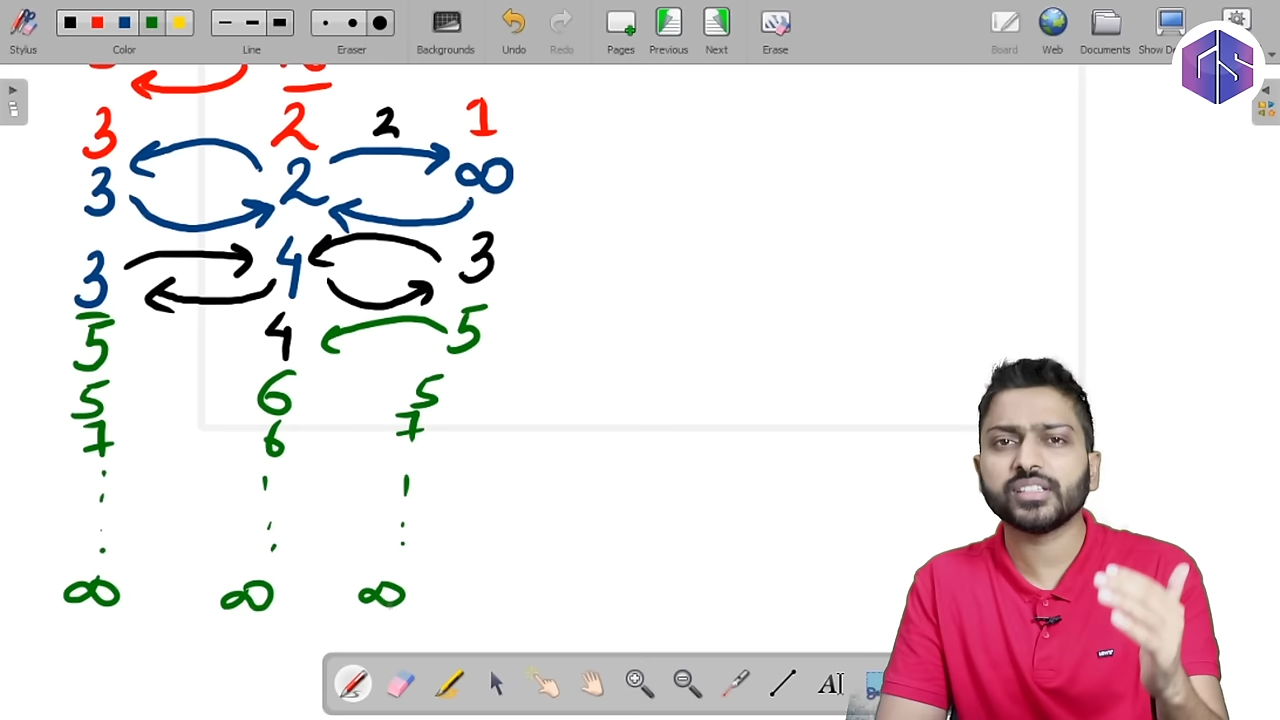 Stylus Color Line Eraser Backgrounds Undo Redo Pages Previous Next Erase Board Web Documents
3 2 2 1
3 2 ∞
3 4 3
5 4 5
5 6 5
7 6 7
∞ ∞ ∞